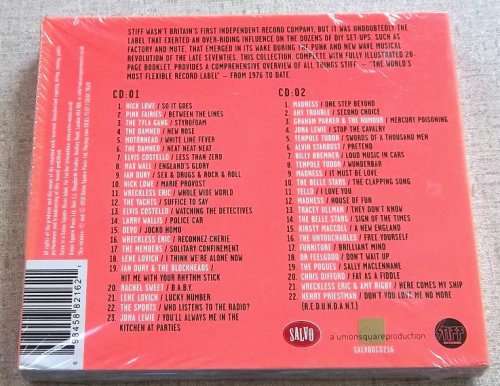 STIFF WASN'T BRITAIN'S FIRST INDEPENDENT RECORD COMPANY, BUT IT WAS UNDOUBTEDLY THE
LABEL THAT EXERTED AN OVER-RIDING INFLUENCE ON THE DOZENS OF DIY SET-UPS, SUCH AS
FACTORY AND MUTE, THAT EMERGED IN ITS WAKE DURING THE PUNK AND NEW WAVE MUSICAL
REVOLUTION OF THE LATE SEVENTIES. THIS COLLECTION, COMPLETE WITH FULLY ILLUSTRATED 28-
PAGE BOOKLET, PROVIDES A COMPREHENSIVE OVERVIEW OF ALL THINGS STIFF - 'THE WORLD'S
MOST FLEXIBLE RECORD LABEL' - FROM 1976 TO DATE.
CD:01
1. NICK LOWE / SO IT GOES
2. PINK FAIRIES / BETWEEN THE LINES
3. THE TYLA GANG / STYROFOAM
4. THE DAMNED / NEW ROSE
5. MOTORHEAD / WHITE LINE FEVER
6. THE DAMNED / NEAT NEAT NEAT
7. ELVIS COSTELLO / LESS THAN ZERO
8. MAX WALL / ENGLAND'S GLORY
9. IAN DURY / SEX & DRUGS & ROCK & ROLL
10. NICK LOWE / MARIE PROVOST
11. WRECKLESS ERIC / WHOLE WIDE WORLD
12. THE YACHTS / SUFFICE TO SAY
13. ELVIS COSTELLO / WATCHING THE DETECTIVES
14. LARRY WALLIS / POLICE CAR
15. DEVO / JOCKO HOMO
16. WRECKLESS ERIC / RECONNEZ CHERIE
17. THE MEMBERS / SOLITARY CONFINEMENT
18. LENE LOVICH / I THINK WE'RE ALONE NOW
19. IAN DURY & THE BLOCKHEADS /
HIT ME WITH YOUR RHYTHM STICK
20. RACHEL SWEET / B.A.B.Y.
21. LENE LOVICH / LUCKY NUMBER
22. THE SPORTS / WHO LISTENS TO THE RADIO?
23. JONA LEWIE / YOU'LL ALWAYS FIND ME IN THE
KITCHEN AT PARTIES
CD:02
1. MADNESS / ONE STEP BEYOND
2. ANY TROUBLE / SECOND CHOICE
3. GRAHAM PARKER & THE RUMOUR / MERCURY POISONING
4. JONA LEWIE / STOP THE CAVALRY
5. TENPOLE TUDOR / SWORDS OF A THOUSAND MEN
6. ALVIN STARDUST / PRETEND
7. BILLY BREMNER / LOUD MUSIC IN CARS
8. TENPOLE TUDOR / WUNDERBAR
9. MADNESS / IT MUST BE LOVE
10. THE BELLE STARS / THE CLAPPING SONG
11. YELLO / I LOVE YOU
12. MADNESS / HOUSE OF FUN
13. TRACEY ULLMAN / THEY DON'T KNOW
14. THE BELLE STARS / SIGN OF THE TIMES
15. KIRSTY MACCOLL / A NEW ENGLAND
16. THE UNTOUCHABLES / FREE YOURSELF
17. FURNITURE / BRILLIANT MIND
18. DR FEELGOOD / DON'T WAIT UP
19. THE POGUES / SALLY MACLENNANE
20. CHRIS DIFFORD / FAT AS A FIDDLE
21. WRECKLESS ERIC & AMY RIGBY / HERE COMES MY SHIP
22. HENRY PRIESTMAN / DON'T YOU LOVE ME NO MORE
[R.E.D.U.N.D.A.N.T.]
SALVO
a unionsquareproduction
STIFF